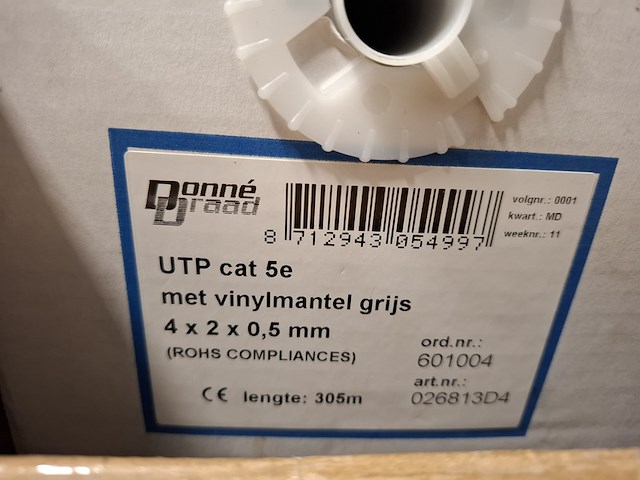 Donné
Draad
8 712943 054997
volgnr.: 0001
kwart.: MD
weeknr.: 11
UTP cat 5e
met vinylmantel grijs
4 x 2 x 0,5 mm
(ROHS COMPLIANCES)
ord.nr.:
601004
art.nr.:
026813D4
CE lengte: 305m